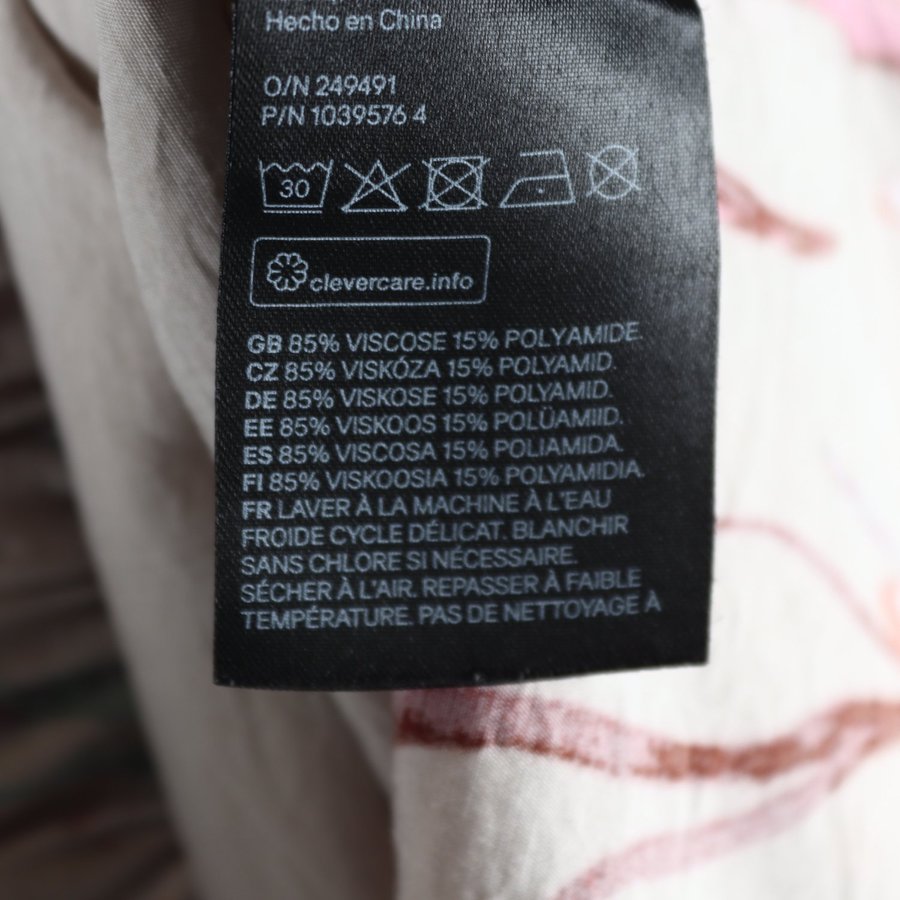 Hecho en China
O/N 249491
P/N 1039576 4
30
clevercare.info
GB 85% VISCOSE 15% POLYAMIDE
CZ 85% VISKÓZA 15% POLYAMID.
DE 85% VISKOSE 15% POLYAMID.
EE 85% VISKOOS 15% POLÜAMIID.
ES 85% VISCOSA 15% POLIAMIDA.
FI 85% VISKOOSIA 15% POLYAMIDIA.
FR LAVER À LA MACHINE À L'EAU
FROIDE CYCLE DÉLICAT. BLANCHIR
SANS CHLORE SI NÉCESSAIRE.
SÉCHER À L'AIR. REPASSER À FAIBLE
TEMPÉRATURE. PAS DE NETTOYAGE À